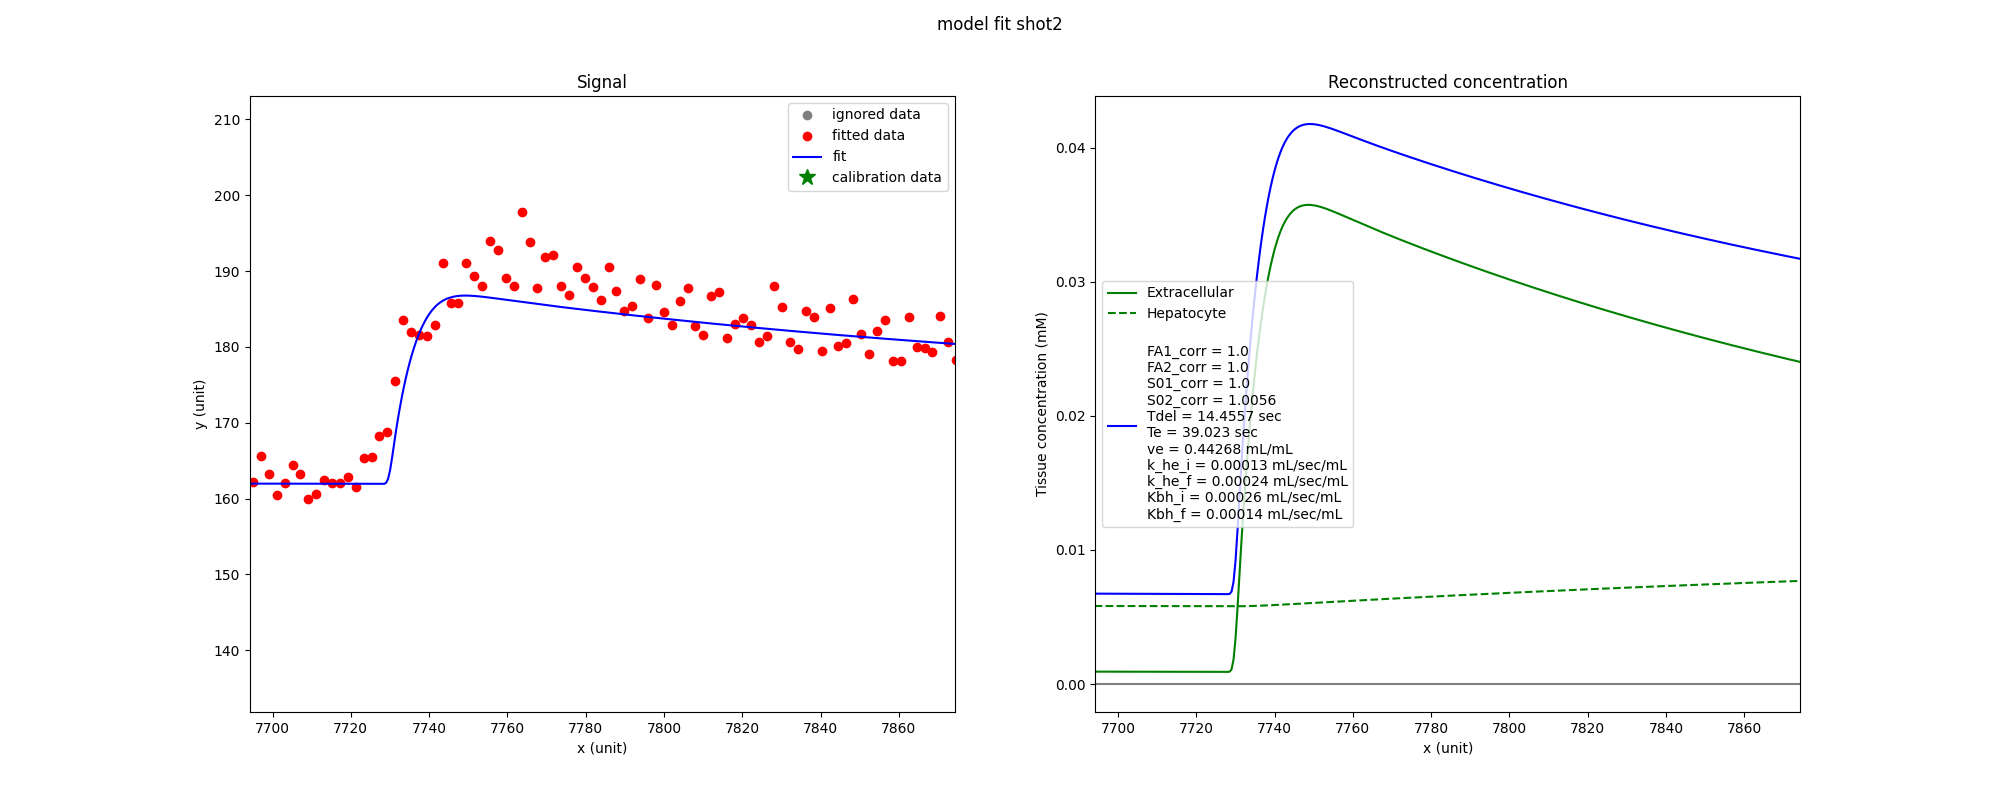 model fit shot2
Signal
210
200
190
180
170
160
150
140
y (unit)
7700 7720 7740 7760 7780 7800 7820 7840 7860
x (unit)
ignored data
fitted data
fit
calibration data
Reconstructed concentration
0.04
0.03
0.02
0.01
0.00
Tissue concentration (mM)
7700 7720 7740 7760 7780 7800 7820 7840 7860
x (unit)
Extracellular
Hepatocyte
FA1_corr = 1.0
FA2_corr = 1.0
S01_corr = 1.0
S02_corr = 1.0056
Tdel = 14.4557 sec
Te = 39.023 sec
ve = 0.44268 mL/mL
k_he_i = 0.00013 mL/sec/mL
k_he_f = 0.00024 mL/sec/mL
Kbh_i = 0.00026 mL/sec/mL
Kbh_f = 0.00014 mL/sec/mL